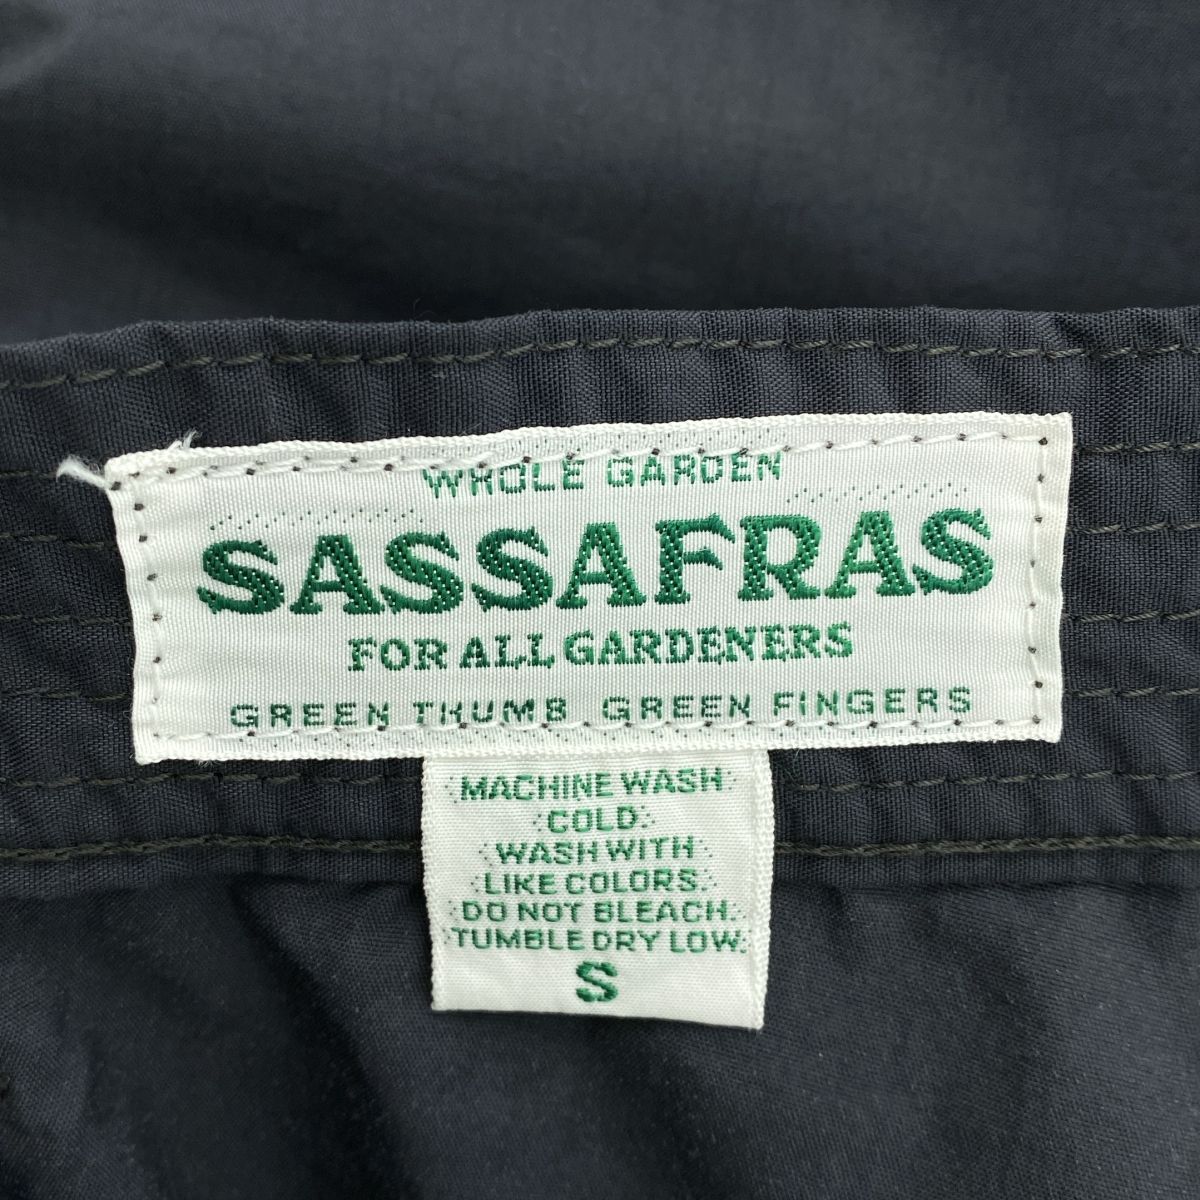 WHOLE GARDEN
SASSAFRAS
FOR ALL GARDENERS
GREEN THUMB GREEN FINGERS
MACHINE WASH
COLD.
WASH WITH
LIKE COLORS.
DO NOT BLEACH.
TUMBLE DRY LOW.
S